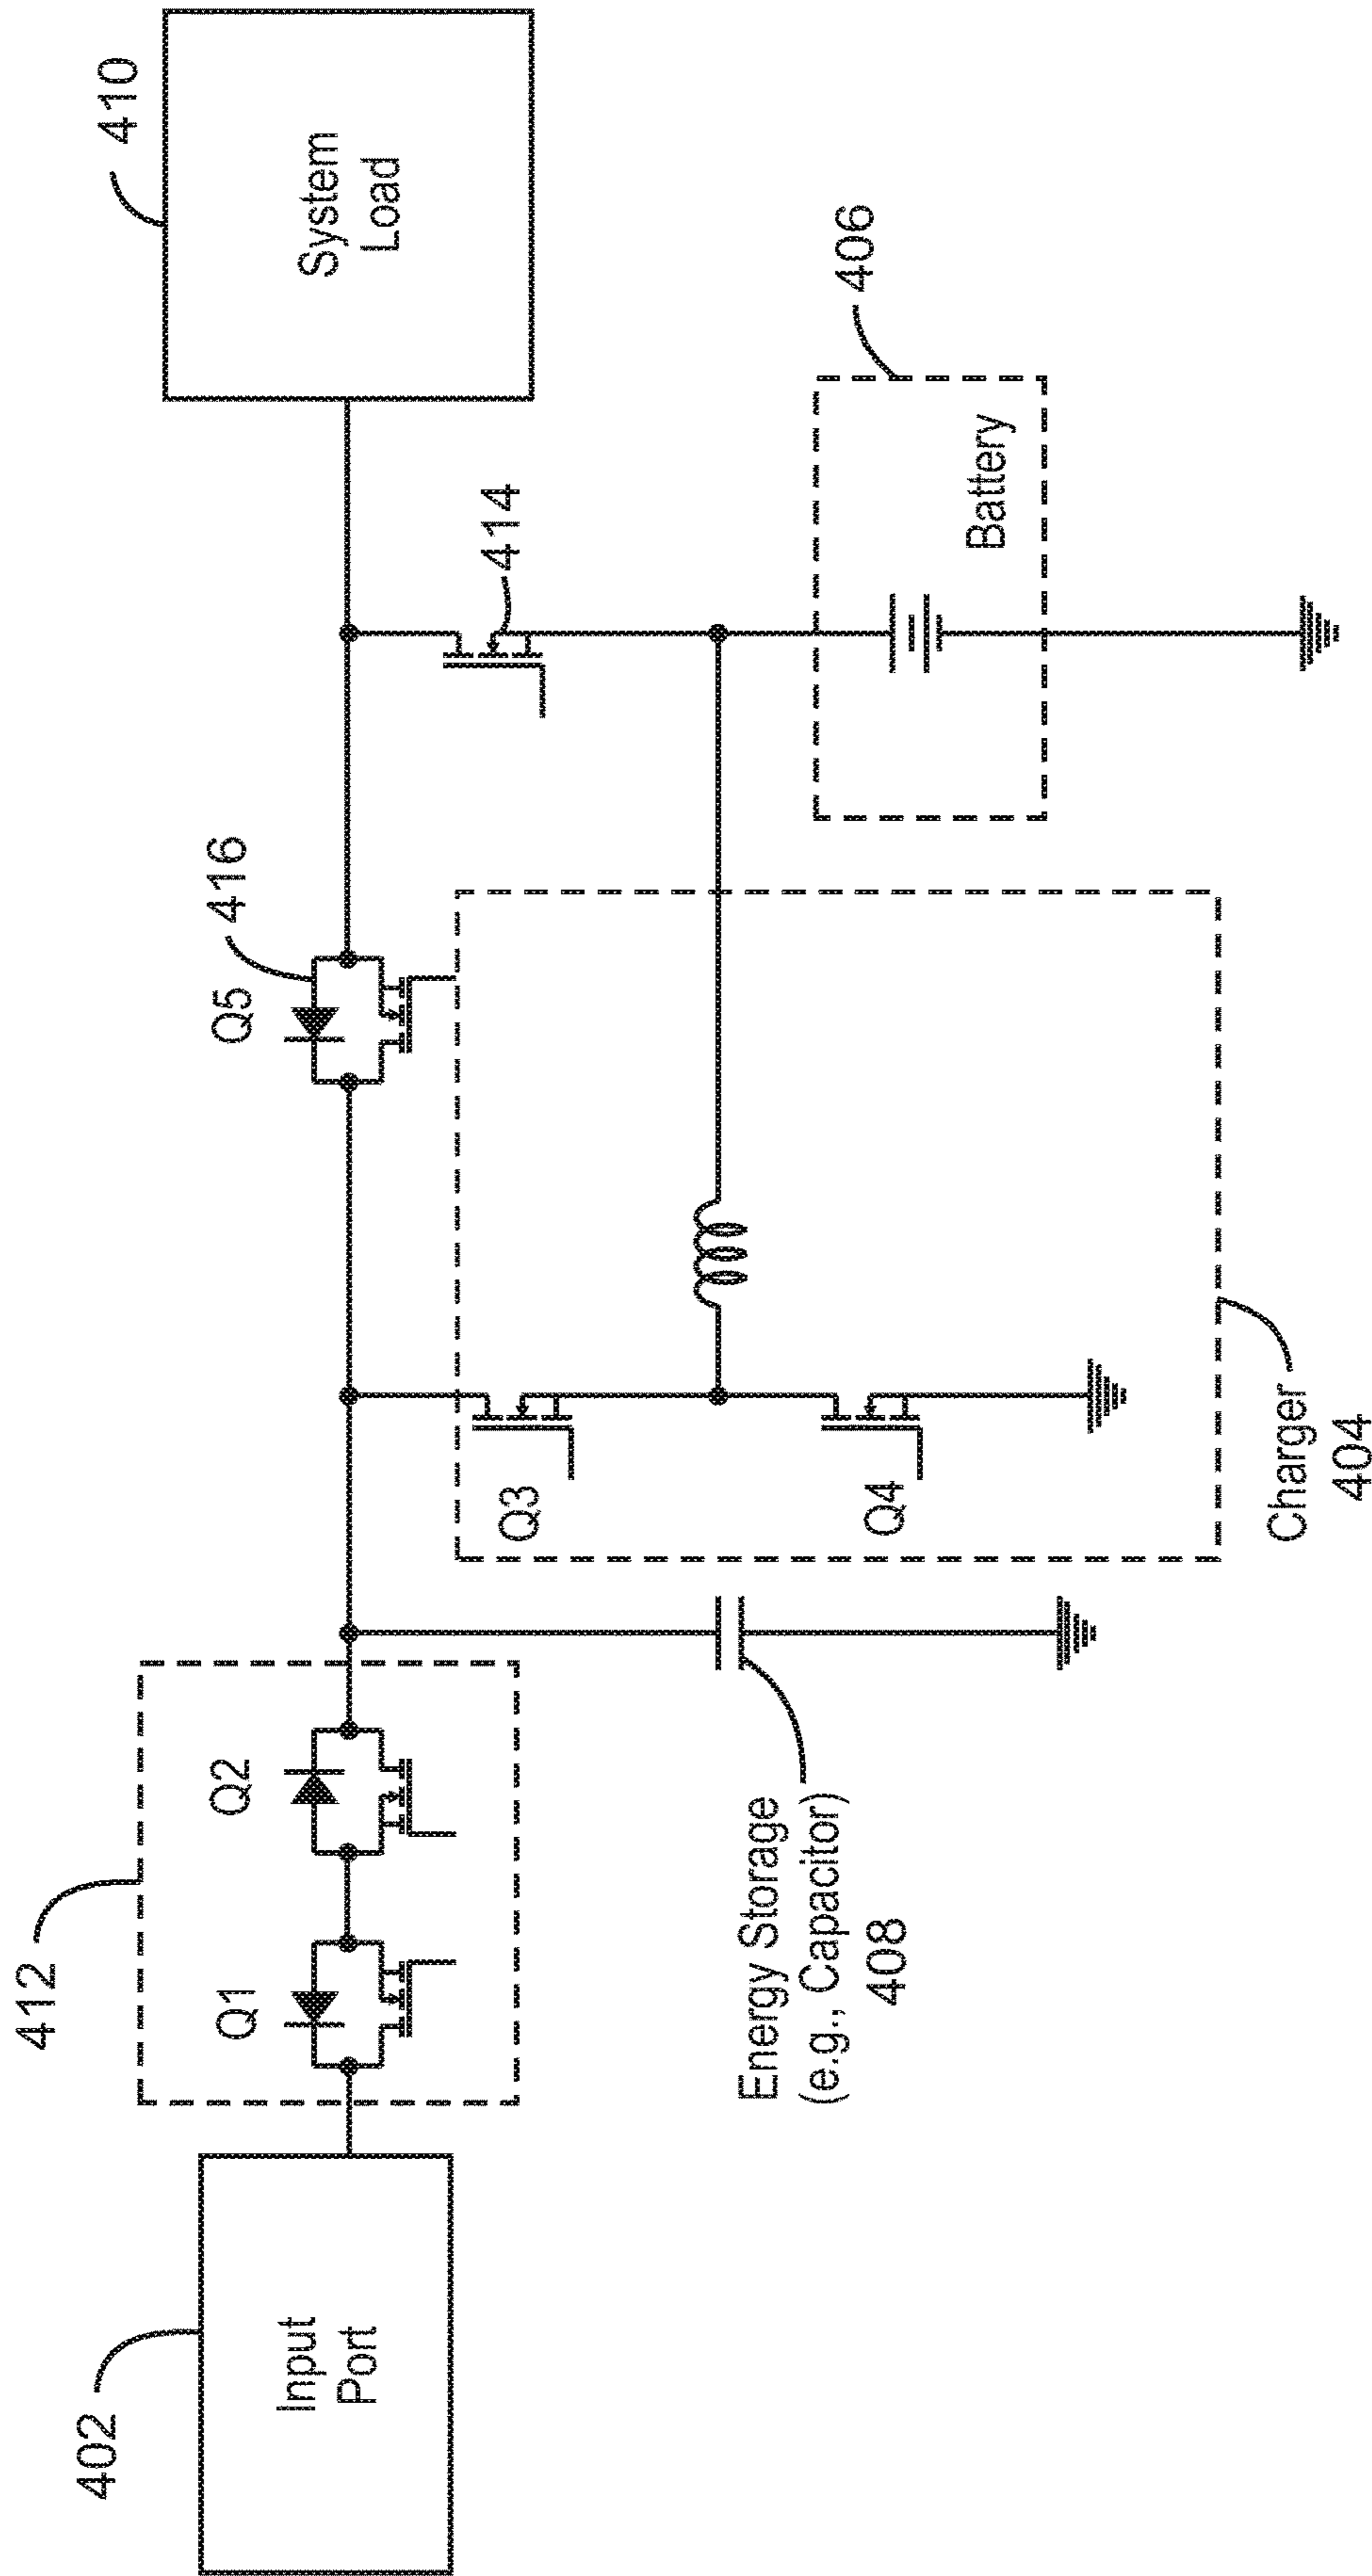 402
Input
Port
412
Q1
Q2
Energy Storage
(e.g., Capacitor)
408
Q3
Q4
Charger
404
Q5
416
414
Battery
406
System
Load
410